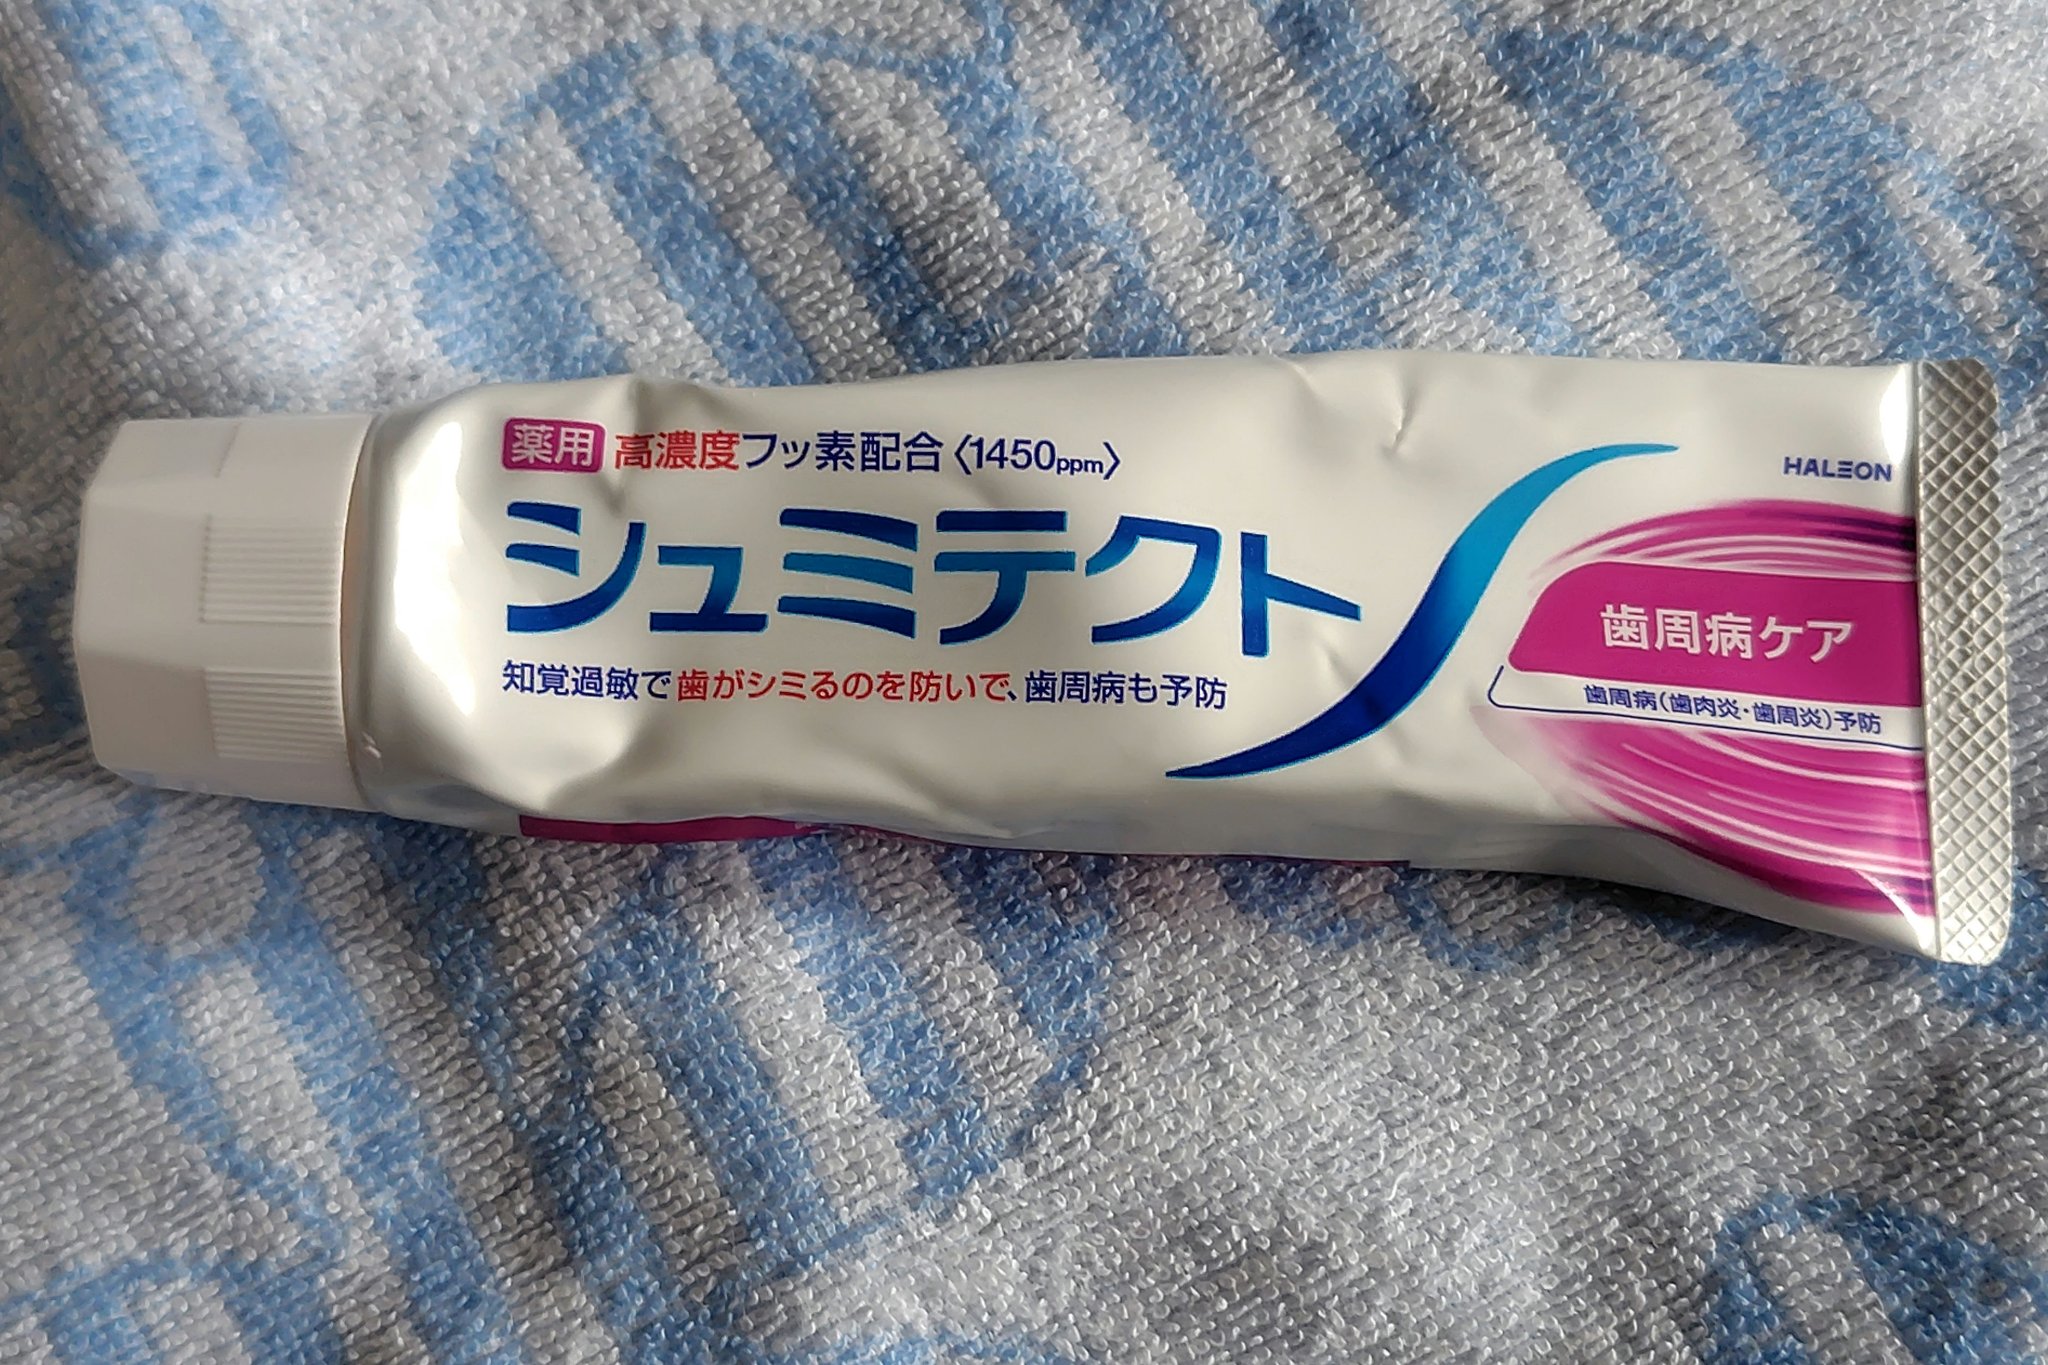 薬用 高濃度フッ素配合〈1450ppm〉
シュミテクト
知覚過敏で歯がシミるのを防いで、歯周病も予防
HALEON
歯周病ケア
歯周病(歯肉炎・歯周炎)予防